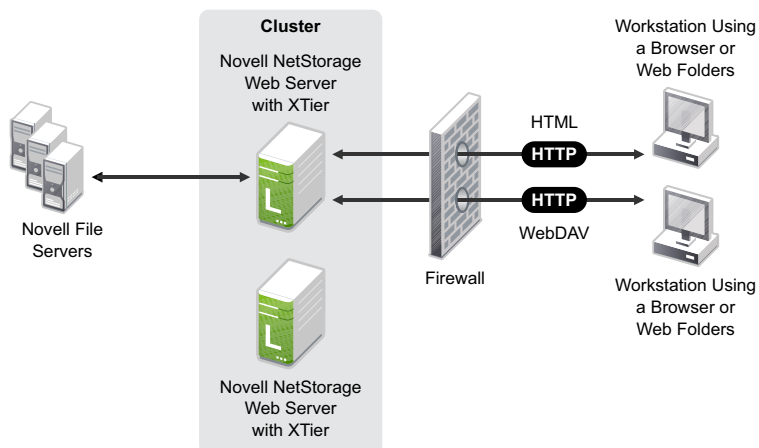 Cluster
Novell NetStorage
Web Server
with XTier
Workstation Using
a Browser or
Web Folders
HTML
HTTP
L
HTTP
WebDAV
Novell File
Servers
Firewall
Workstation Using
a Browser or
Web Folders
L
Novell NetStorage
Web Server
with XTier